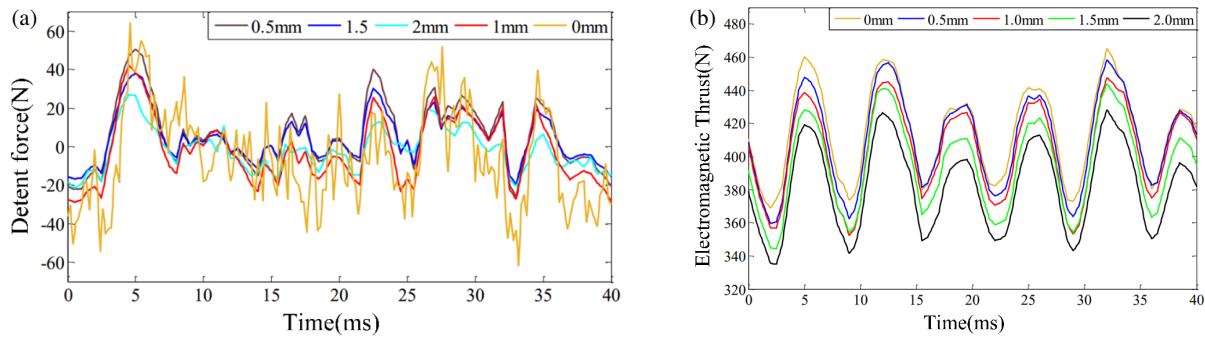 (a)
0.5mm 1.5 2mm 1mm 0mm
Detent force(N)
60
40
20
0
-20
-40
-60
0 5 10 15 20 25 30 35 40
Time(ms)
(b)
0mm 0.5mm 1.0mm 1.5mm 2.0mm
Electromagnetic Thrust(N)
480
460
440
420
400
380
360
340
320
0 5 10 15 20 25 30 35 40
Time(ms)